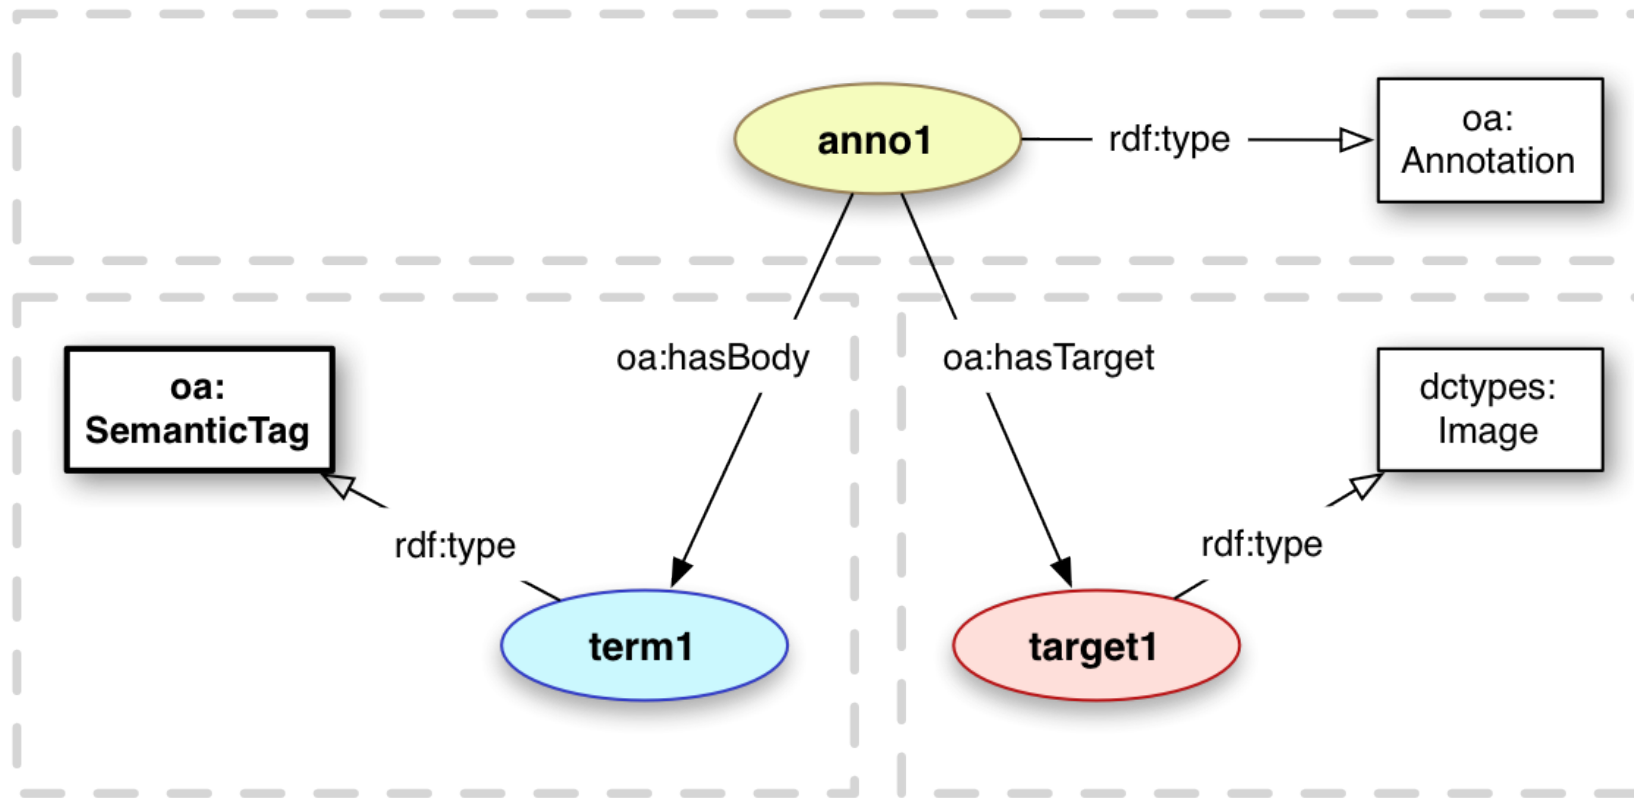 anno1
rdf:type
oa:
Annotation
oa:hasBody
oa:hasTarget
oa:
SemanticTag
dctypes:
Image
rdf:type
rdf:type
term1
target1